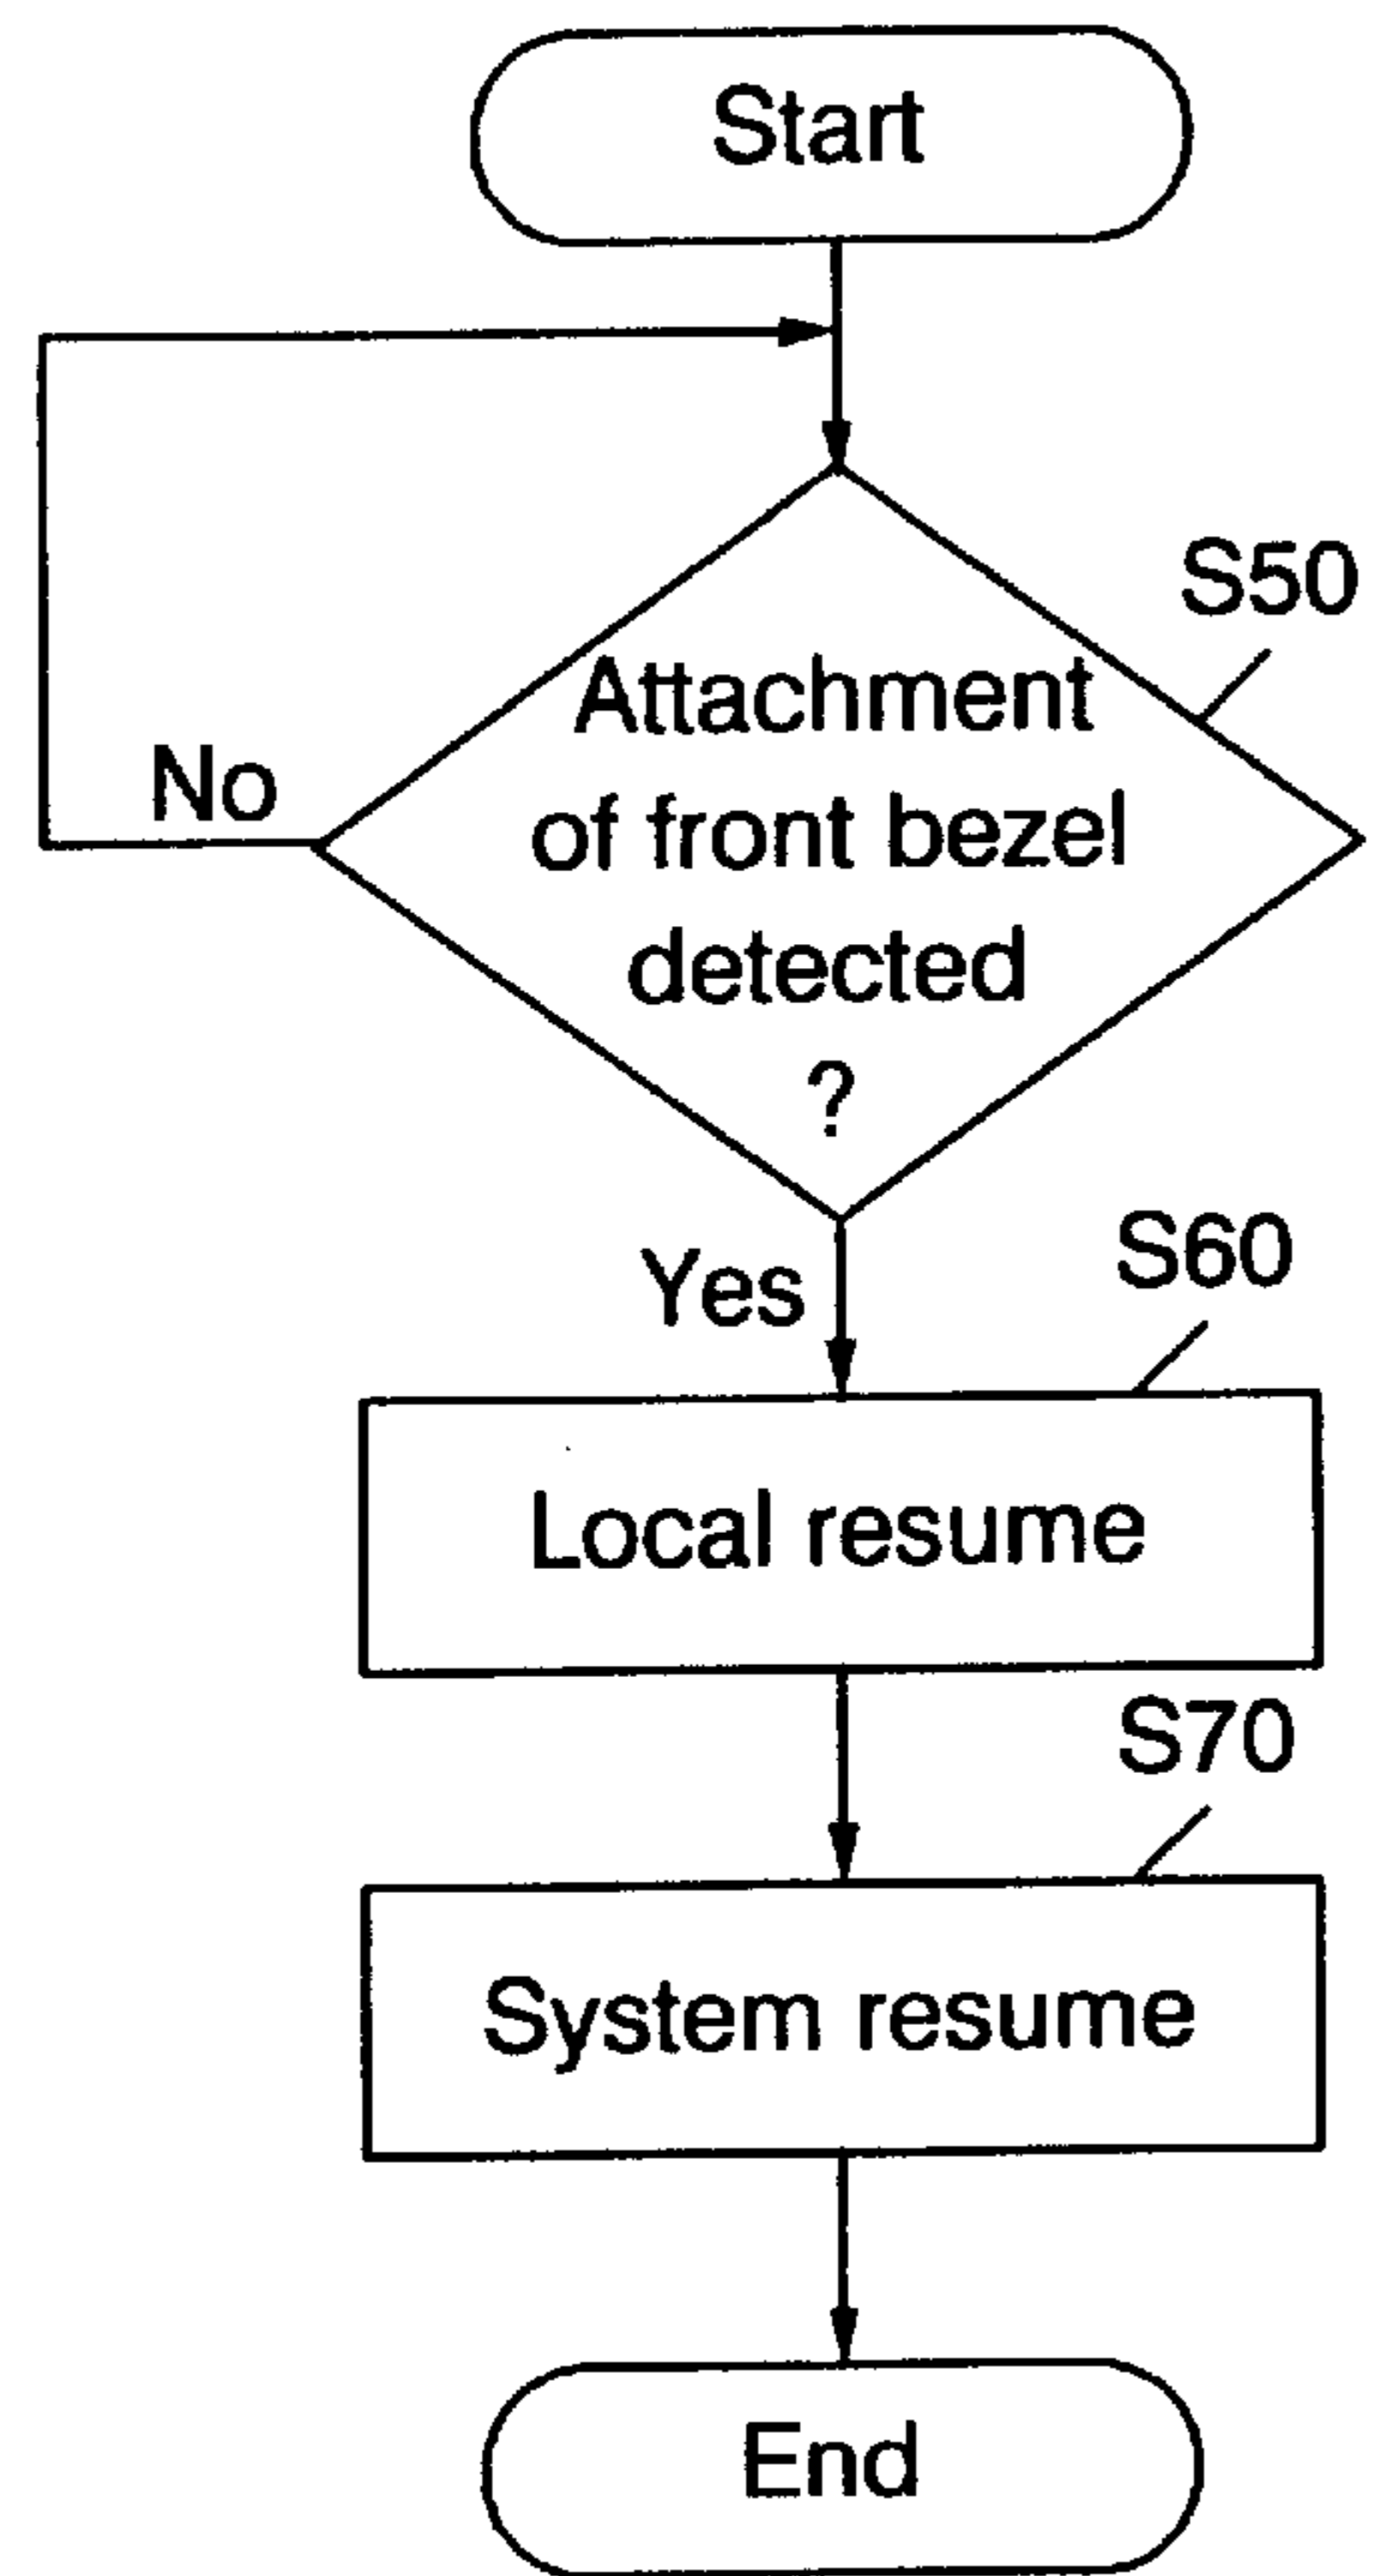 Start
S50
Attachment
of front bezel
detected
?
No
Yes
S60
Local resume
S70
System resume
End